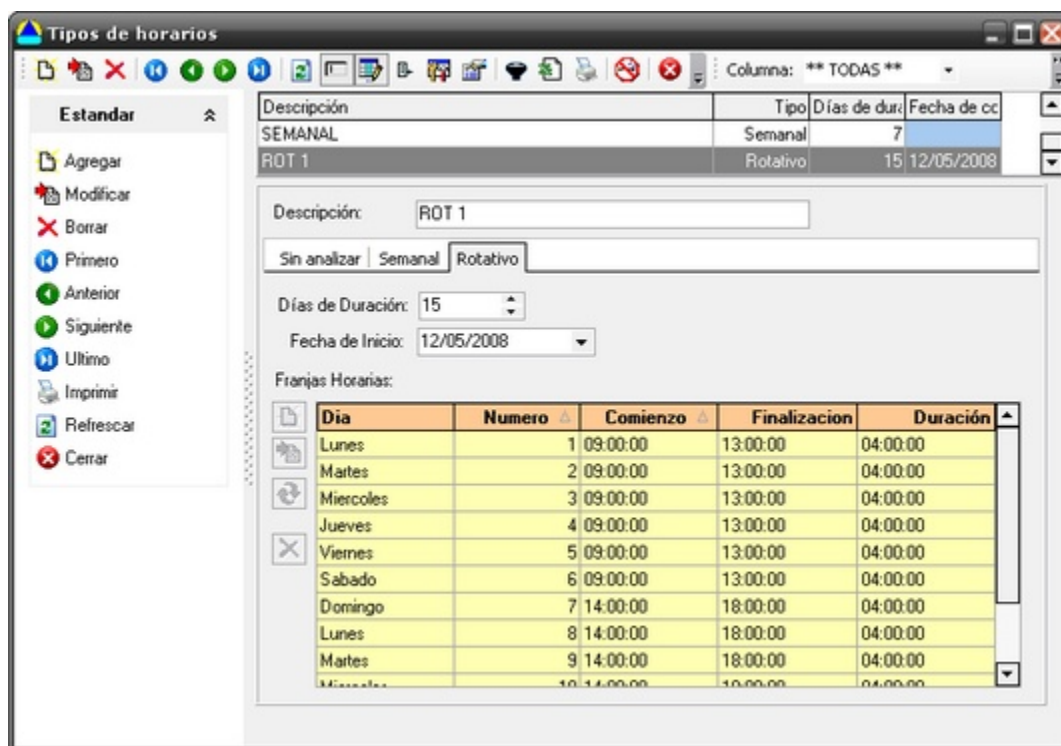 Tipos de horarios
Columna: ** TODAS **
Estandar
Agregar
Modificar
Borrar
Primero
Anterior
Siguiente
Ultimo
Imprimir
Refrescar
Cerrar
Descripción Tipo Días de dura Fecha de co
SEMANAL Semanal 7
ROT 1 Rotativo 15 12/05/2008
Descripción: ROT 1
Sin analizar Semanal Rotativo
Días de Duración: 15
Fecha de Inicio: 12/05/2008
Franjas Horarias:
Dia Numero Comienzo Finalizacion Duración
Lunes 1 09:00:00 13:00:00 04:00:00
Martes 2 09:00:00 13:00:00 04:00:00
Miercoles 3 09:00:00 13:00:00 04:00:00
Jueves 4 09:00:00 13:00:00 04:00:00
Viernes 5 09:00:00 13:00:00 04:00:00
Sabado 6 09:00:00 13:00:00 04:00:00
Domingo 7 14:00:00 18:00:00 04:00:00
Lunes 8 14:00:00 18:00:00 04:00:00
Martes 9 14:00:00 18:00:00 04:00:00